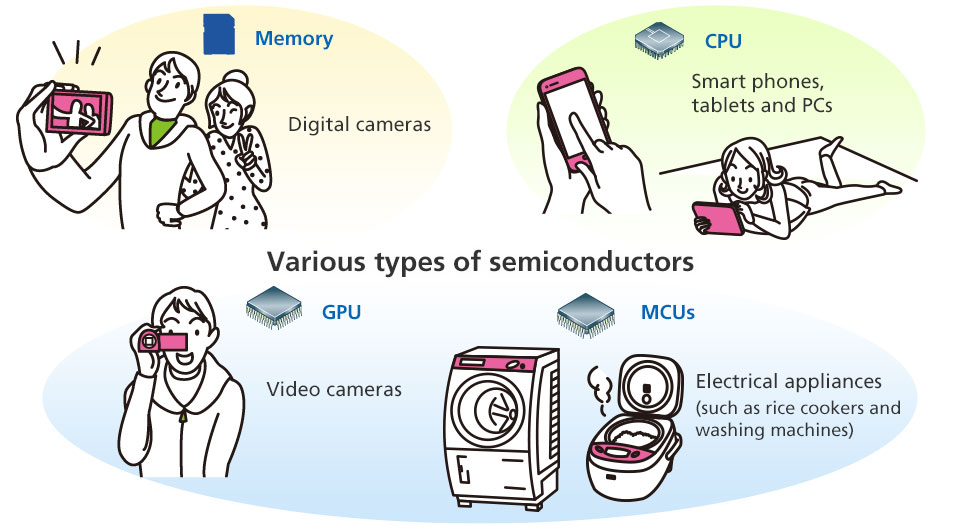 Memory
Digital cameras
CPU
Smart phones,
tablets and PCs
Various types of semiconductors
GPU
Video cameras
MCUs
Electrical appliances
(such as rice cookers and
washing machines)